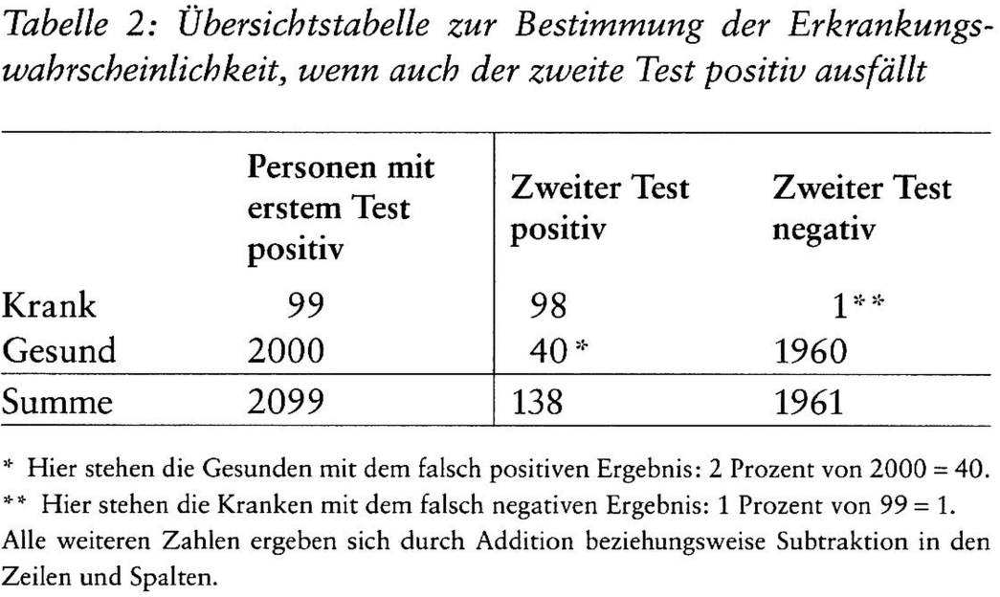 Tabelle 2: Übersichtstabelle zur Bestimmung der Erkrankungs-
wahrscheinlichkeit, wenn auch der zweite Test positiv ausfällt
Personen mit erstem Test positiv Zweiter Test positiv Zweiter Test negativ
Krank 99 98 1**
Gesund 2000 40* 1960
Summe 2099 138 1961
* Hier stehen die Gesunden mit dem falsch positiven Ergebnis: 2 Prozent von 2000 = 40.
** Hier stehen die Kranken mit dem falsch negativen Ergebnis: 1 Prozent von 99 = 1.
Alle weiteren Zahlen ergeben sich durch Addition beziehungsweise Subtraktion in den
Zeilen und Spalten.